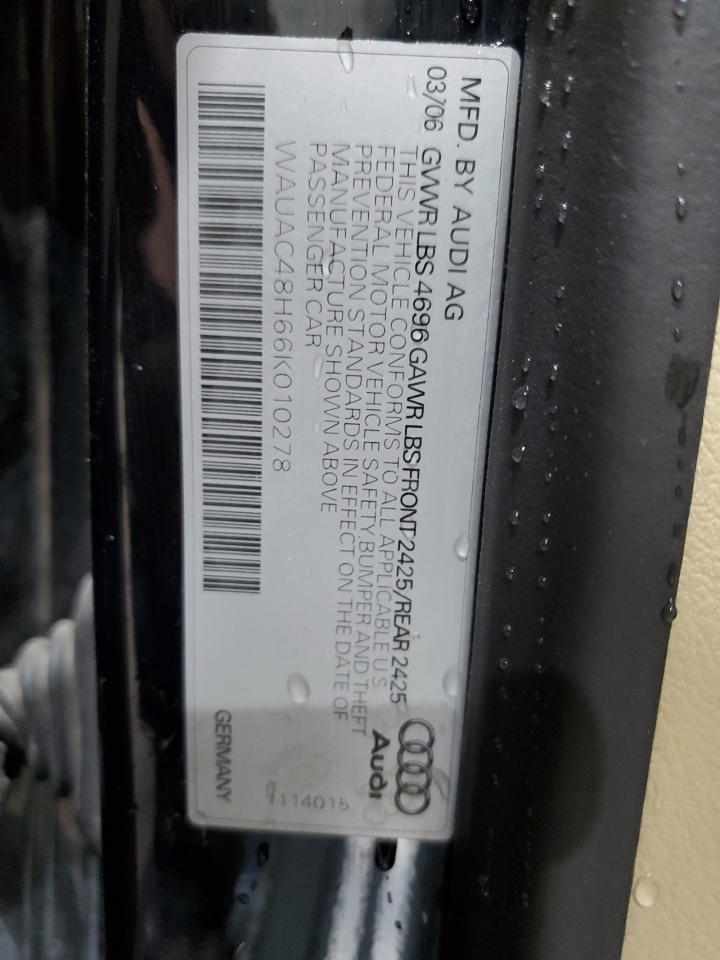 MFD. BY AUDI AG
03/06 GVWR LBS 4696 GAWR LBS FRONT 2425/REAR 2425
THIS VEHICLE CONFORMS TO ALL APPLICABLE U S
FEDERAL MOTOR VEHICLE SAFETY,BUMPER AND THEFT
PREVENTION STANDARDS IN EFFECT ON THE DATE OF
MANUFACTURE SHOWN ABOVE
PASSENGER CAR
WAUAC48H66K010278
Audi
GERMANY